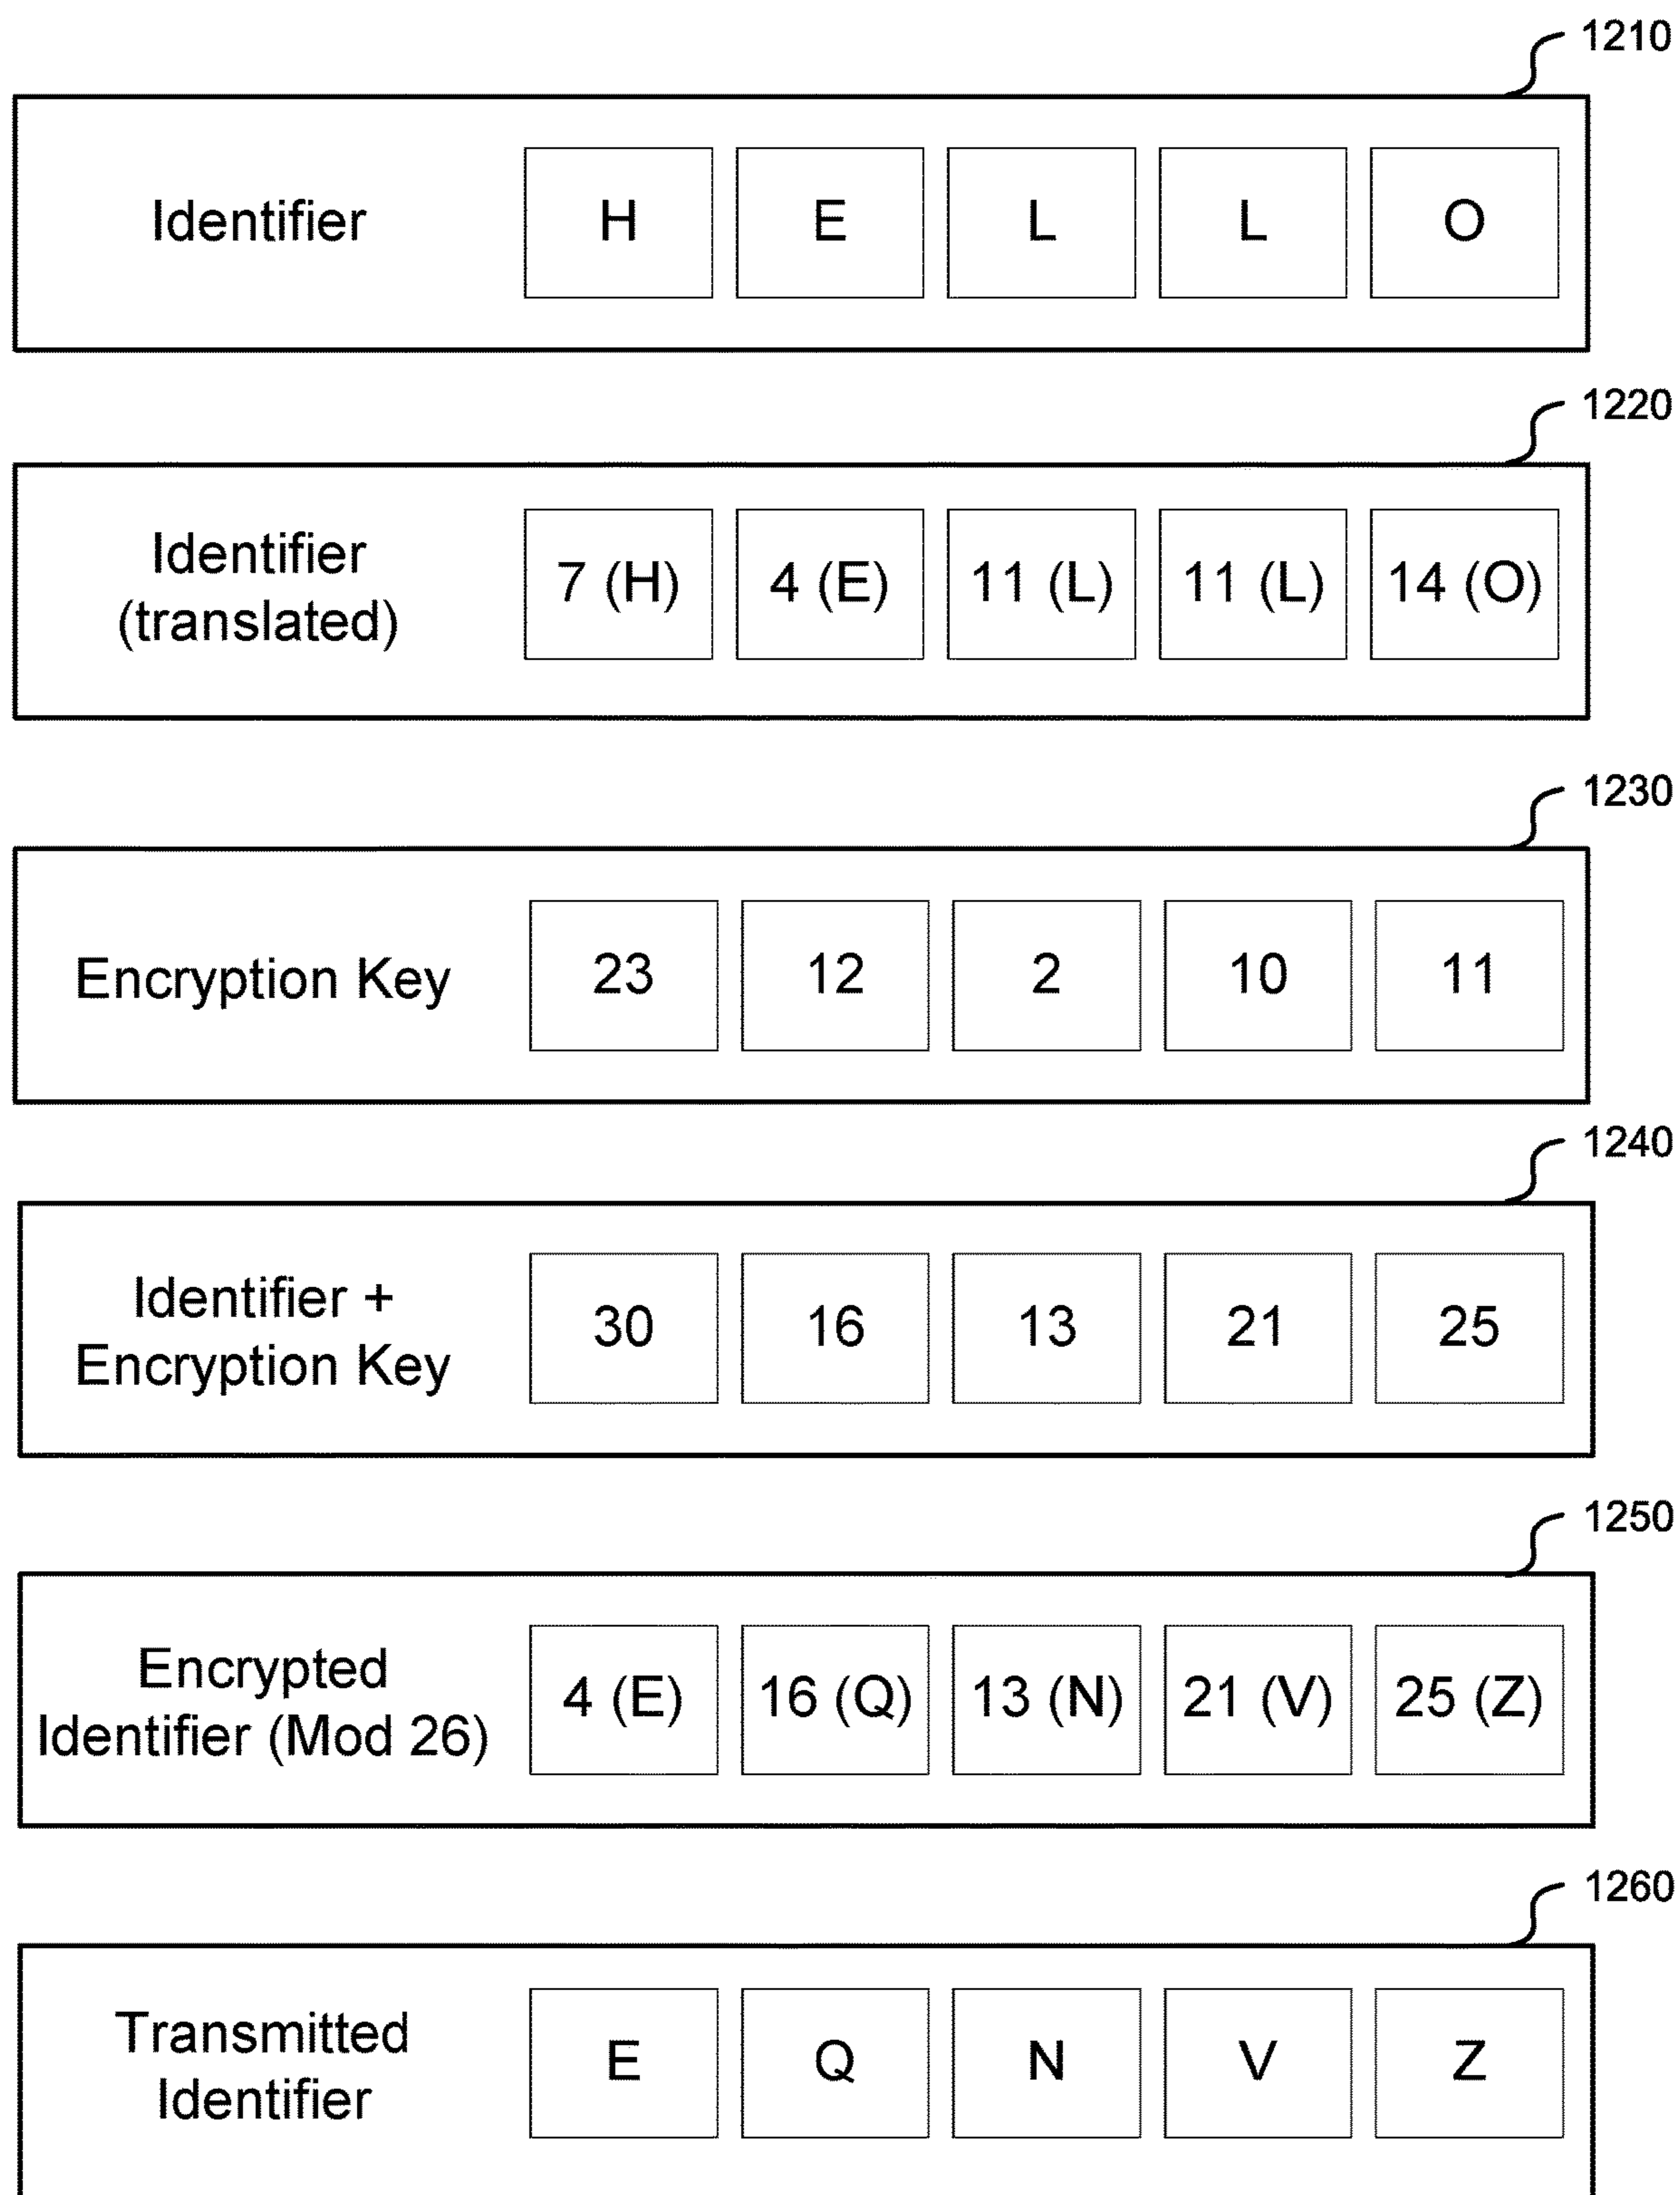 1210
Identifier H E L L O
1220
Identifier
(translated)
7 (H) 4 (E) 11 (L) 11 (L) 14 (O)
1230
Encryption Key 23 12 2 10 11
1240
Identifier +
Encryption Key
30 16 13 21 25
1250
Encrypted
Identifier (Mod 26)
4 (E) 16 (Q) 13 (N) 21 (V) 25 (Z)
1260
Transmitted
Identifier
E Q N V Z